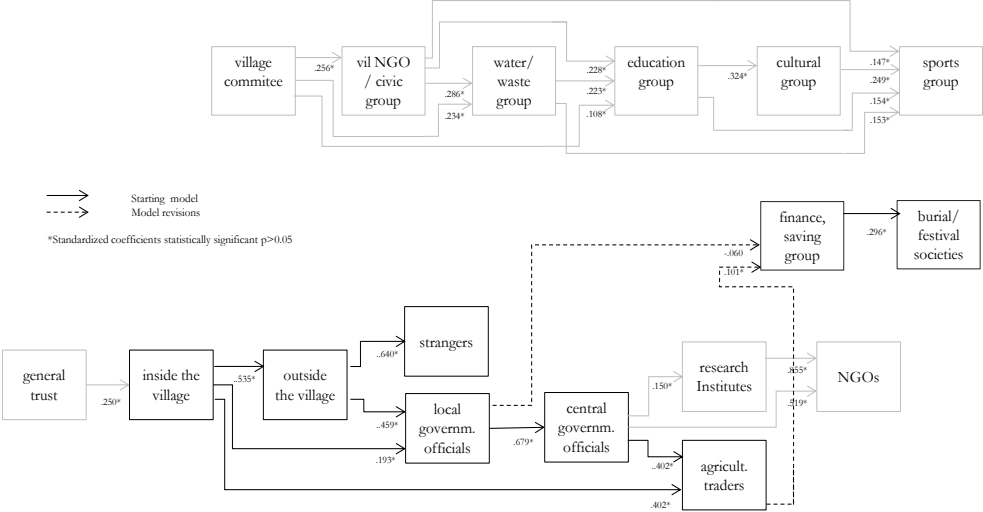 village
commitee
.256*
vil NGO
/ civic
group
.286*
.234*
water/
waste
group
.228*
.223*
.108*
education
group
.324*
cultural
group
.147*
.249*
.154*
.153*
sports
group
Starting model
Model revisions
*Standardized coefficients statistically significant p>0.05
finance,
saving
group
-.060
.101*
.296*
burial/
festival
societies
general
trust
.250*
inside the
village
..535*
outside
the village
..640*
strangers
..459*
.193*
local
governm.
officials
.679*
central
governm.
officials
.150*
research
Institutes
.855*
.519*
NGOs
..402*
.402*
agricult.
traders